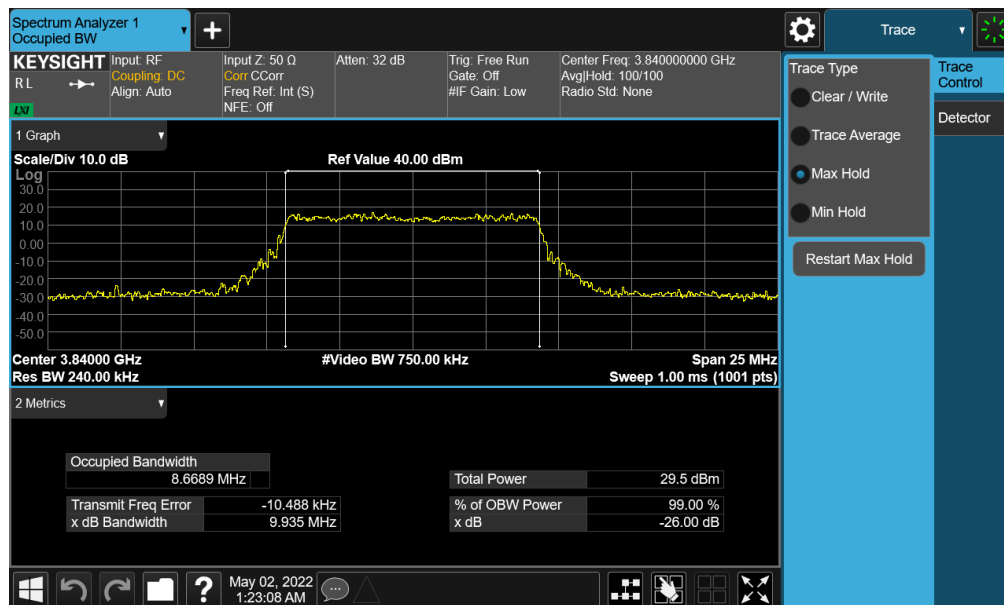 Spectrum Analyzer 1
Occupied BW
Trace
KEYSIGHT
R L
LXI
Input: RF
Coupling: DC
Align: Auto
Input Z: 50 Ω
Corr CCorr
Freq Ref: Int (S)
NFE: Off
Atten: 32 dB
Trig: Free Run
Gate: Off
#IF Gain: Low
Center Freq: 3.840000000 GHz
Avg|Hold: 100/100
Radio Std: None
Trace Type
Clear / Write
Trace Average
Max Hold
Min Hold
Restart Max Hold
Trace
Control
Detector
1 Graph
Scale/Div 10.0 dB
Ref Value 40.00 dBm
Log
30.0
20.0
10.0
0.00
-10.0
-20.0
-30.0
-40.0
-50.0
Center 3.84000 GHz
#Video BW 750.00 kHz
Span 25 MHz
Res BW 240.00 kHz
Sweep 1.00 ms (1001 pts)
2 Metrics
Occupied Bandwidth
8.6689 MHz
Total Power 29.5 dBm
Transmit Freq Error -10.488 kHz
% of OBW Power 99.00 %
x dB Bandwidth 9.935 MHz
x dB -26.00 dB
?
May 02, 2022
1:23:08 AM